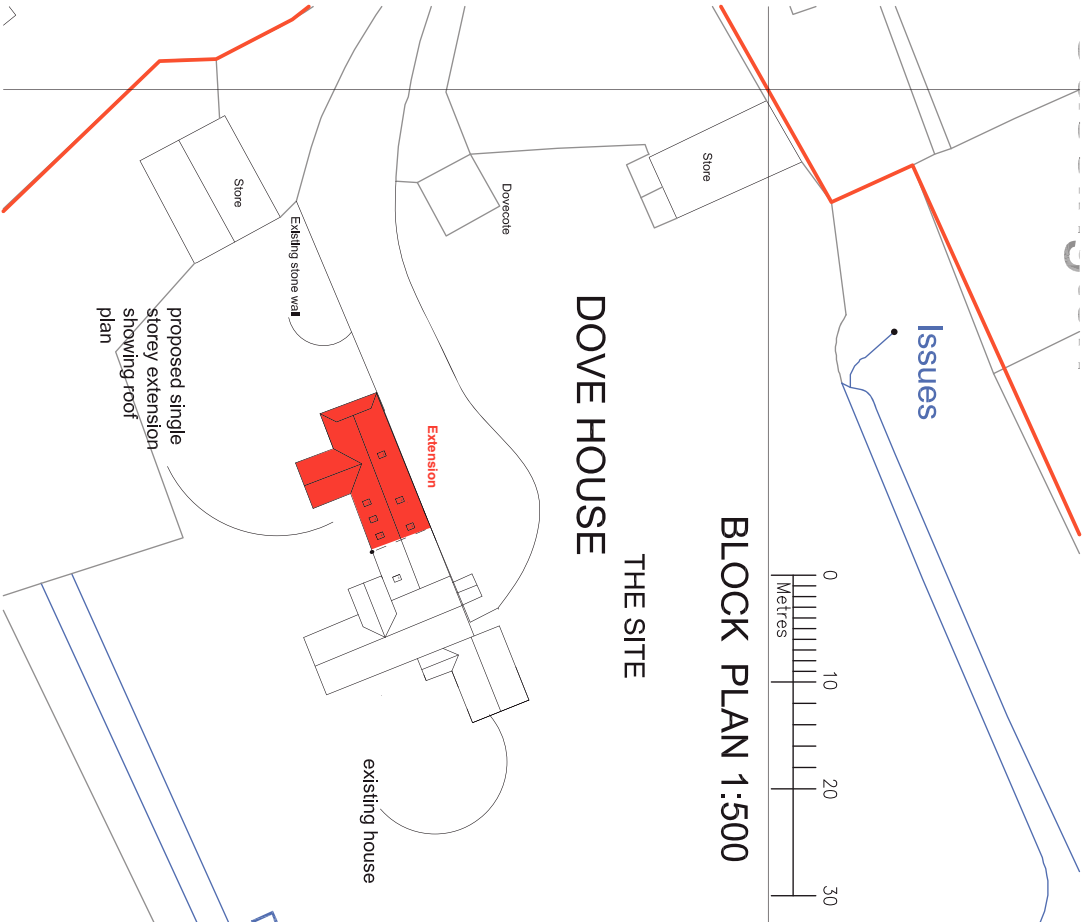 Issues
BLOCK PLAN 1:500
0
10
20
30
Metres
THE SITE
DOVE HOUSE
Store
Dovecote
Extension
Existing stone wall
Store
existing house
proposed single
storey extension
showing roof
plan